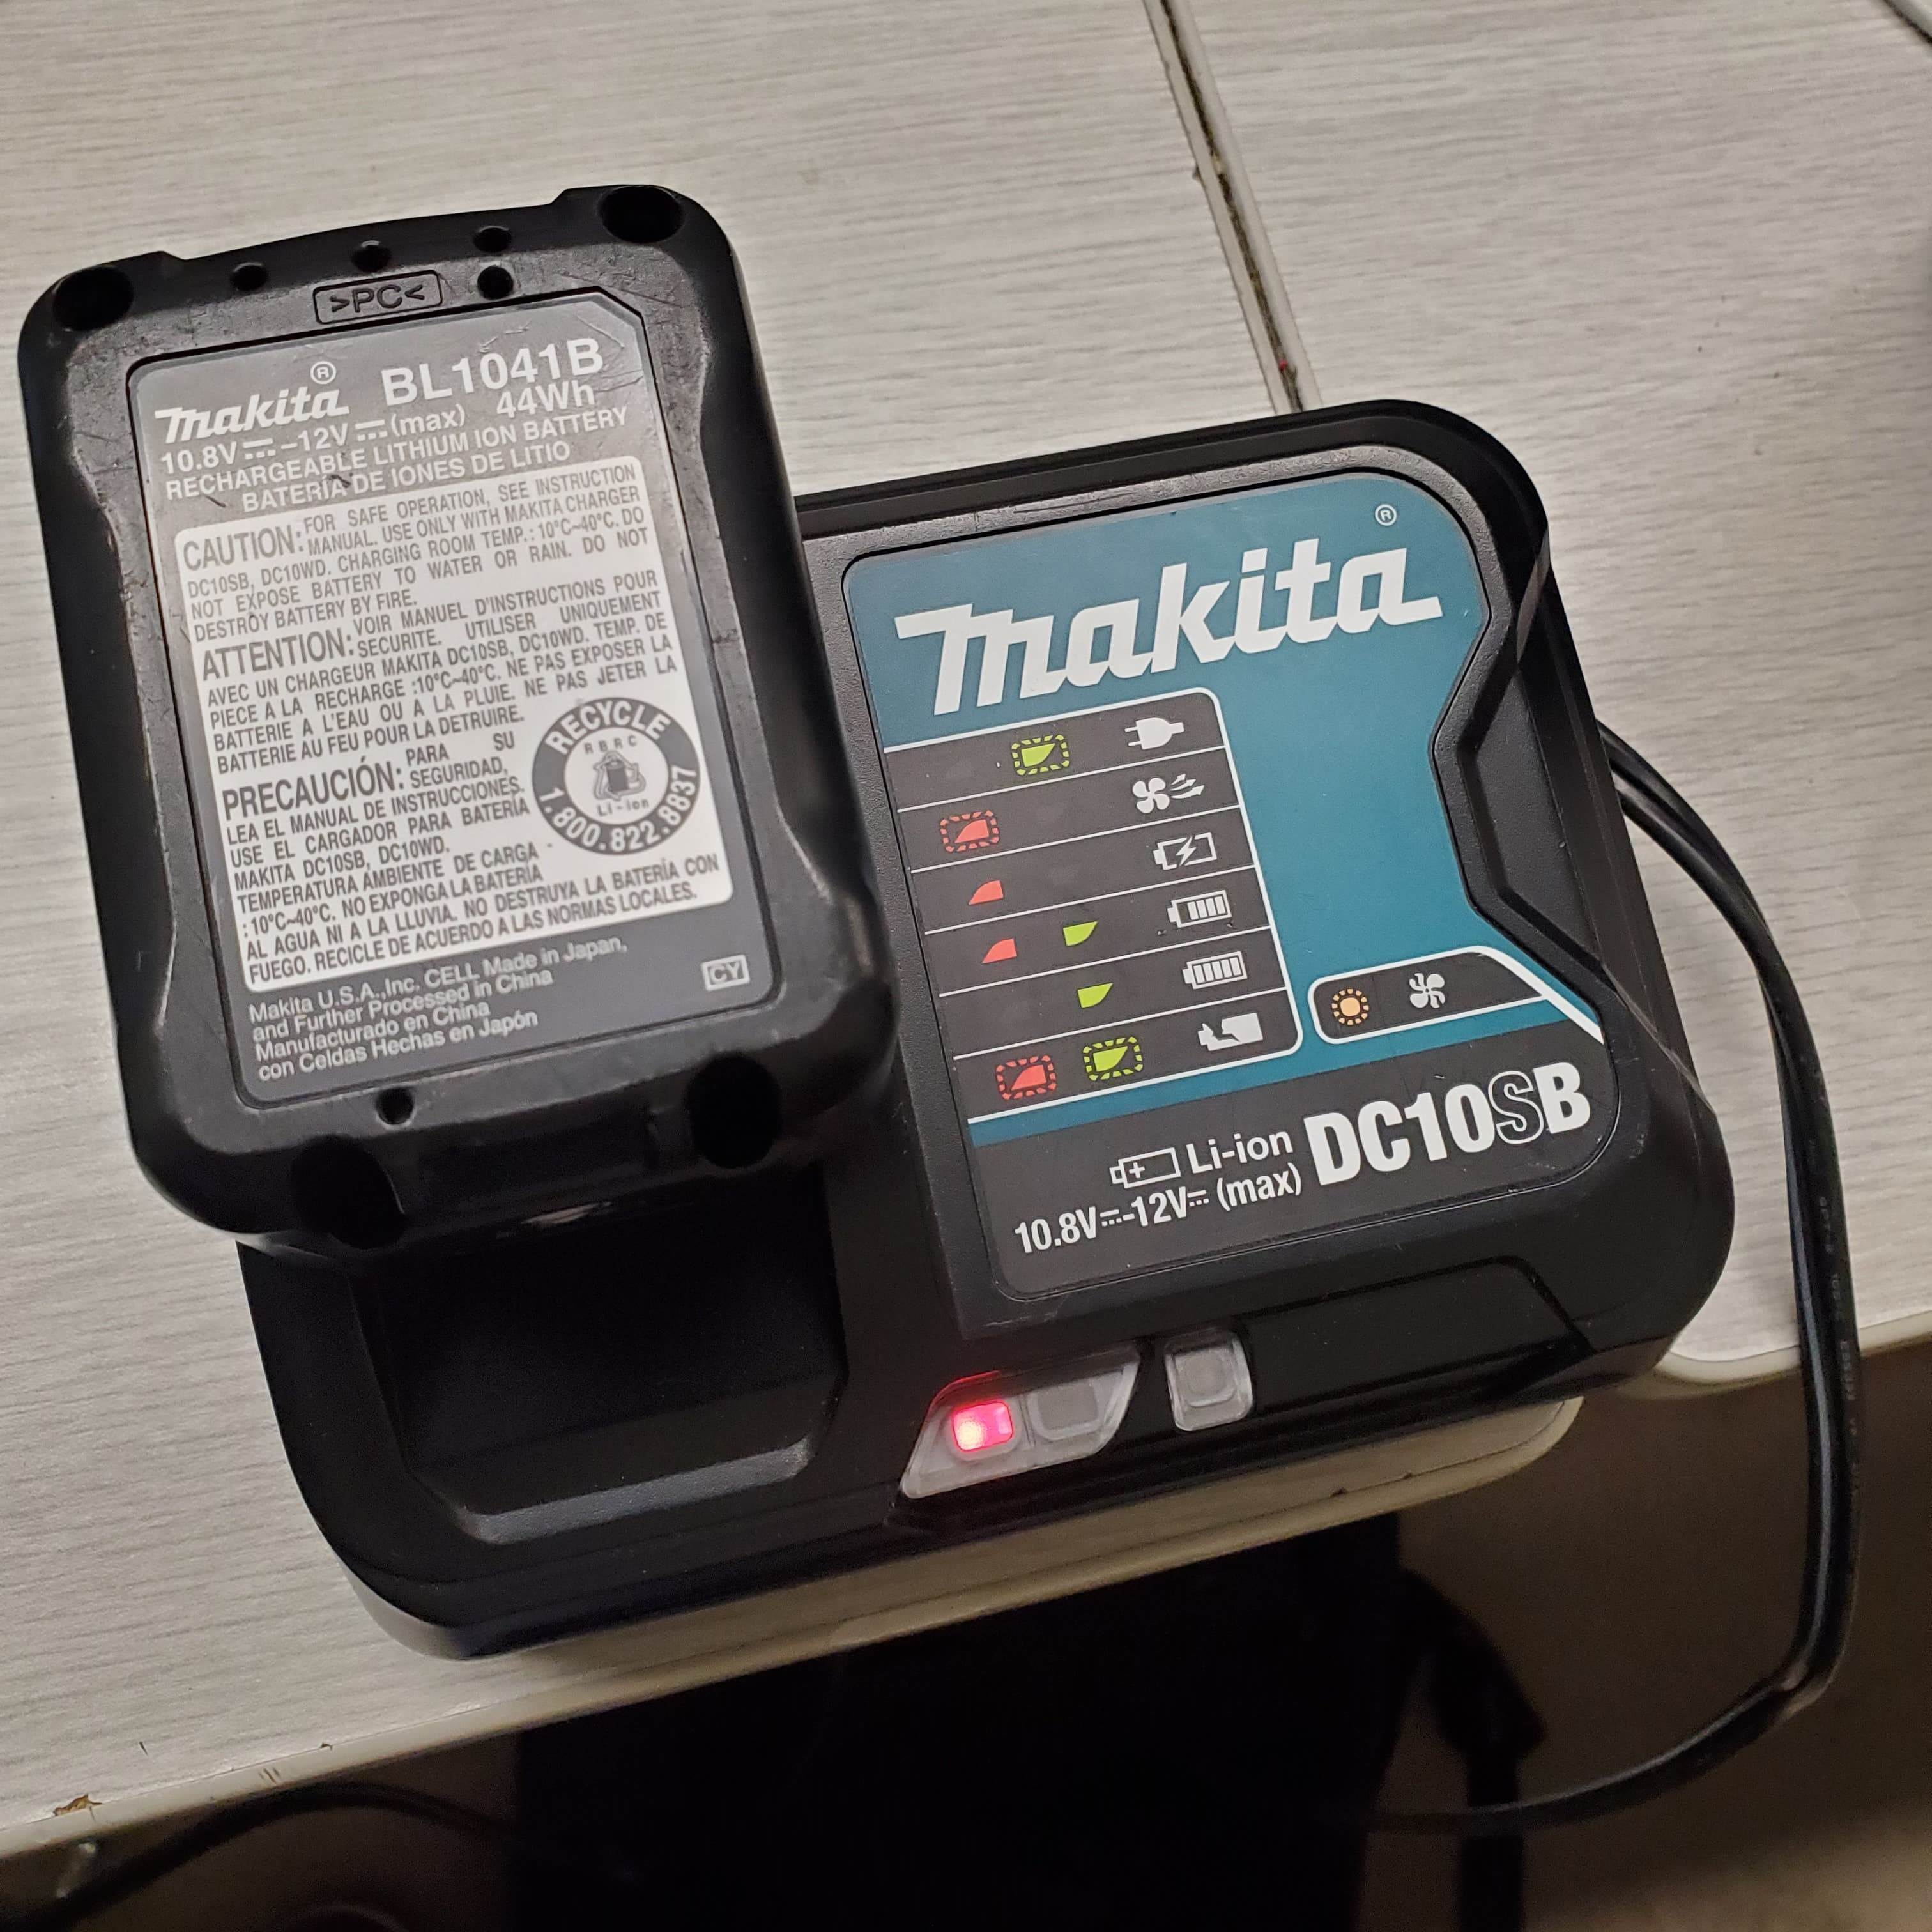 >PC<
makita® BL1041B
10.8V⎓-12V⎓(max) 44Wh
RECHARGEABLE LITHIUM ION BATTERY
BATERÍA DE IONES DE LITIO
CAUTION: FOR SAFE OPERATION, SEE INSTRUCTION
MANUAL. USE ONLY WITH MAKITA CHARGER
DC10SB, DC10WD. CHARGING ROOM TEMP.: 10°C~40°C. DO
NOT EXPOSE BATTERY TO WATER OR RAIN. DO NOT
DESTROY BATTERY BY FIRE.
ATTENTION: VOIR MANUEL D'INSTRUCTIONS POUR
SECURITE. UTILISER UNIQUEMENT
AVEC UN CHARGEUR MAKITA DC10SB, DC10WD. TEMP. DE
PIECE A LA RECHARGE :10°C~40°C. NE PAS EXPOSER LA
BATTERIE A L'EAU OU A LA PLUIE. NE PAS JETER LA
BATTERIE AU FEU POUR LA DETRUIRE.
PRECAUCIÓN: PARA SU
SEGURIDAD,
LEA EL MANUAL DE INSTRUCCIONES.
USE EL CARGADOR PARA BATERÍA
MAKITA DC10SB, DC10WD.
TEMPERATURA AMBIENTE DE CARGA
:10°C~40°C. NO EXPONGA LA BATERÍA
AL AGUA NI A LA LLUVIA. NO DESTRUYA LA BATERÍA CON
FUEGO. RECICLE DE ACUERDO A LAS NORMAS LOCALES.
RECYCLE
RBRC
Li-ion
1.800.822.8837
Makita U.S.A.,Inc. CELL Made in Japan,
and Further Processed in China
Manufacturado en China
con Celdas Hechas en Japón
CY
makita®
Li-ion DC10SB
10.8V⎓-12V⎓ (max)